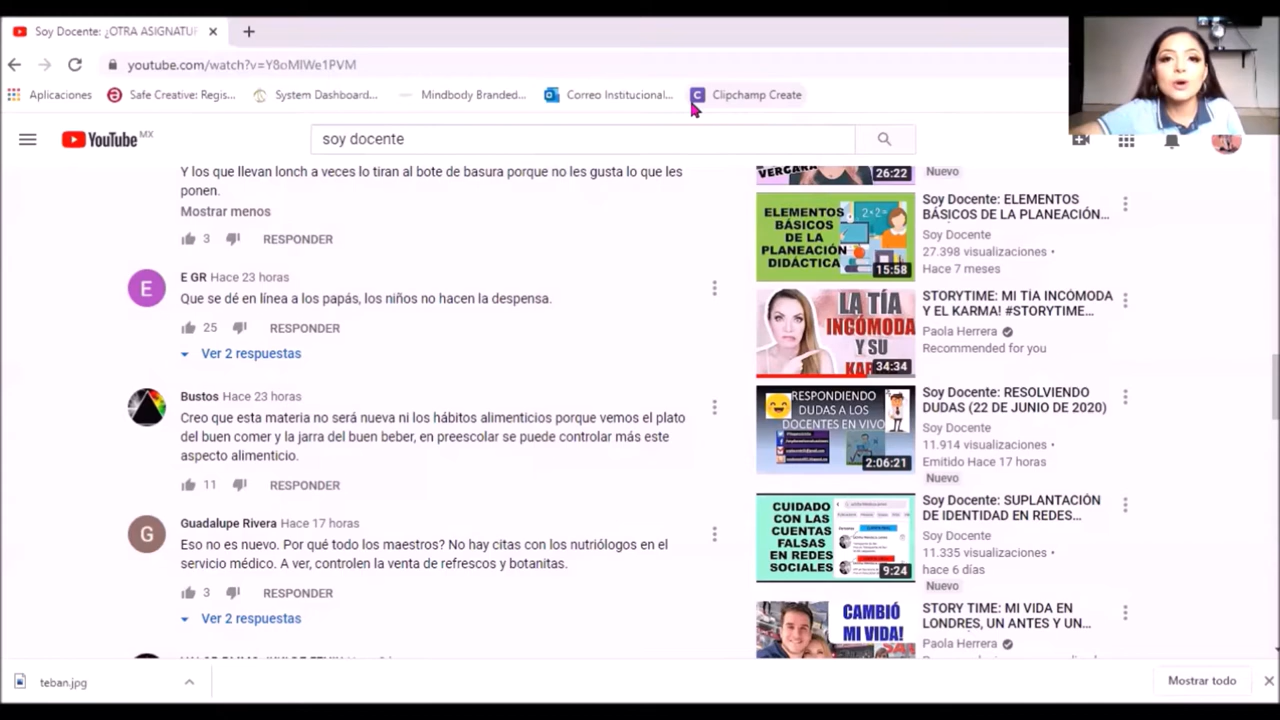 Soy Docente: ¿OTRA ASIGNATUR
youtube.com/watch?v=Y8oMIWe1PVM
Aplicaciones
Safe Creative: Regis...
System Dashboard...
Mindbody Branded...
Correo Institucional...
C
Clipchamp Create
YouTube MX
soy docente
Y los que llevan lonch a veces lo tiran al bote de basura porque no les gusta lo que les
ponen.
Mostrar menos
3
RESPONDER
E
E GR Hace 23 horas
Que se dé en línea a los papás, los niños no hacen la despensa.
25
RESPONDER
Ver 2 respuestas
Bustos Hace 23 horas
Creo que esta materia no será nueva ni los hábitos alimenticios porque vemos el plato
del buen comer y la jarra del buen beber, en preescolar se puede controlar más este
aspecto alimenticio.
11
RESPONDER
G
Guadalupe Rivera Hace 17 horas
Eso no es nuevo. Por qué todo los maestros? No hay citas con los nutriólogos en el
servicio médico. A ver, controlen la venta de refrescos y botanitas.
3
RESPONDER
Ver 2 respuestas
VERGARA
26:22
Nuevo
ELEMENTOS
BÁSICOS
DE LA
PLANEACIÓN
DIDÁCTICA
2×2=
15:58
Soy Docente: ELEMENTOS
BÁSICOS DE LA PLANEACIÓN...
Soy Docente
27.398 visualizaciones •
Hace 7 meses
LA TÍA
INCÓMODA
Y SU
34:34
STORYTIME: MI TÍA INCÓMODA
Y EL KARMA! #STORYTIME...
Paola Herrera
Recommended for you
RESPONDIENDO
DUDAS A LOS
DOCENTES EN VIVO
2:06:21
Soy Docente: RESOLVIENDO
DUDAS (22 DE JUNIO DE 2020)
Soy Docente
11.914 visualizaciones •
Emitido Hace 17 horas
Nuevo
CUIDADO
CON LAS
CUENTAS
FALSAS
EN REDES
SOCIALES
9:24
Soy Docente: SUPLANTACIÓN
DE IDENTIDAD EN REDES...
Soy Docente
11.335 visualizaciones •
hace 6 días
Nuevo
CAMBIÓ
MI VIDA!
STORY TIME: MI VIDA EN
LONDRES, UN ANTES Y UN...
Paola Herrera
teban.jpg
Mostrar todo